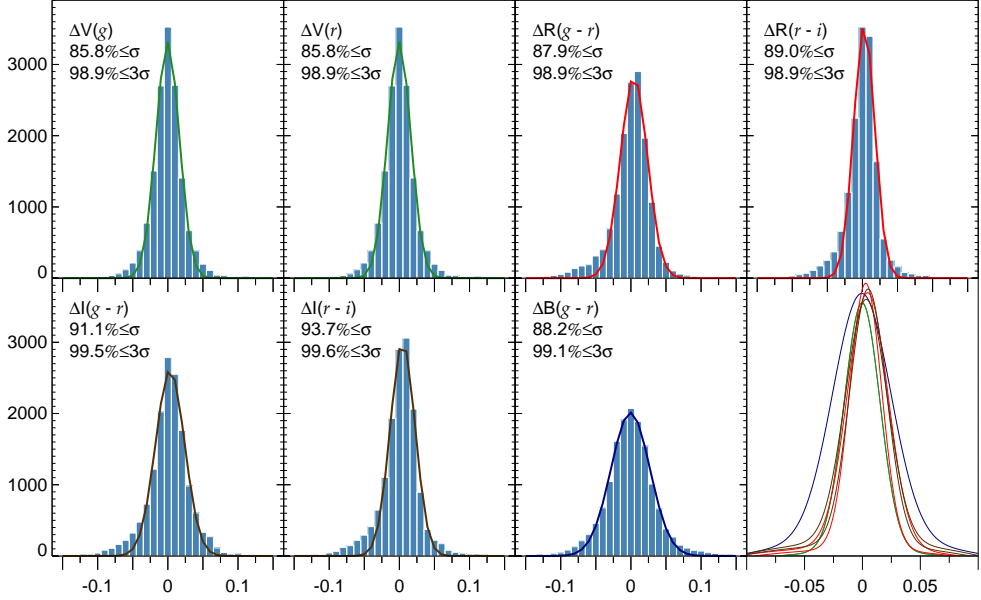 ΔV(g)
85.8%≤σ
98.9%≤3σ
ΔV(r)
85.8%≤σ
98.9%≤3σ
ΔR(g - r)
87.9%≤σ
98.9%≤3σ
ΔR(r - i)
89.0%≤σ
98.9%≤3σ
3000
2000
1000
0
ΔI(g - r)
91.1%≤σ
99.5%≤3σ
ΔI(r - i)
93.7%≤σ
99.6%≤3σ
ΔB(g - r)
88.2%≤σ
99.1%≤3σ
3000
2000
1000
0
-0.1 0 0.1 -0.1 0 0.1 -0.1 0 0.1 -0.05 0 0.05